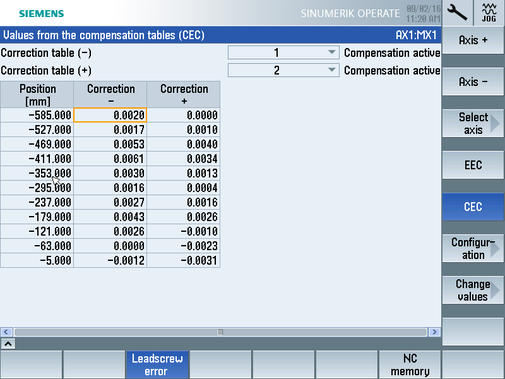 SIEMENS
SINUMERIK OPERATE
09/02/16
11:20 AM
JOG
Values from the compensation tables (CEC)
AX1:MX1
Correction table (-)
1
Compensation active
Correction table (+)
2
Compensation active
Position [mm] Correction - Correction +
-585.000 0.0020 0.0000
-527.000 0.0017 0.0010
-469.000 0.0053 0.0040
-411.000 0.0061 0.0034
-353.000 0.0030 0.0013
-295.000 0.0016 0.0004
-237.000 0.0027 0.0016
-179.000 0.0043 0.0026
-121.000 0.0026 -0.0010
-63.000 0.0000 -0.0023
-5.000 -0.0012 -0.0031
Axis +
Axis -
Select
axis
EEC
CEC
Configur-
ation
Change
values
Leadscrew
error
NC
memory